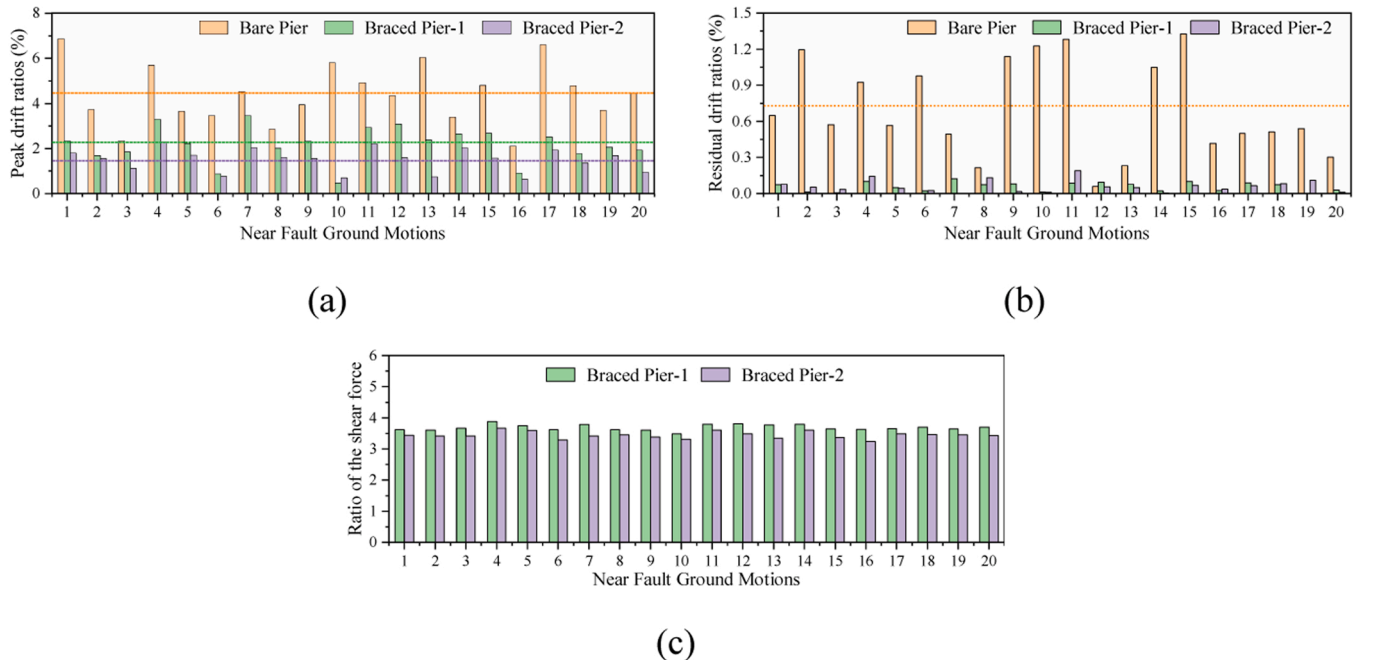 Bare Pier Braced Pier-1 Braced Pier-2
Peak drift ratios (%)
8
6
4
2
0
1 2 3 4 5 6 7 8 9 10 11 12 13 14 15 16 17 18 19 20
Near Fault Ground Motions
(a)
Bare Pier Braced Pier-1 Braced Pier-2
Residual drift ratios (%)
1.5
1.2
0.9
0.6
0.3
0.0
1 2 3 4 5 6 7 8 9 10 11 12 13 14 15 16 17 18 19 20
Near Fault Ground Motions
(b)
Braced Pier-1 Braced Pier-2
Ratio of the shear force
6
5
4
3
2
1
0
1 2 3 4 5 6 7 8 9 10 11 12 13 14 15 16 17 18 19 20
Near Fault Ground Motions
(c)